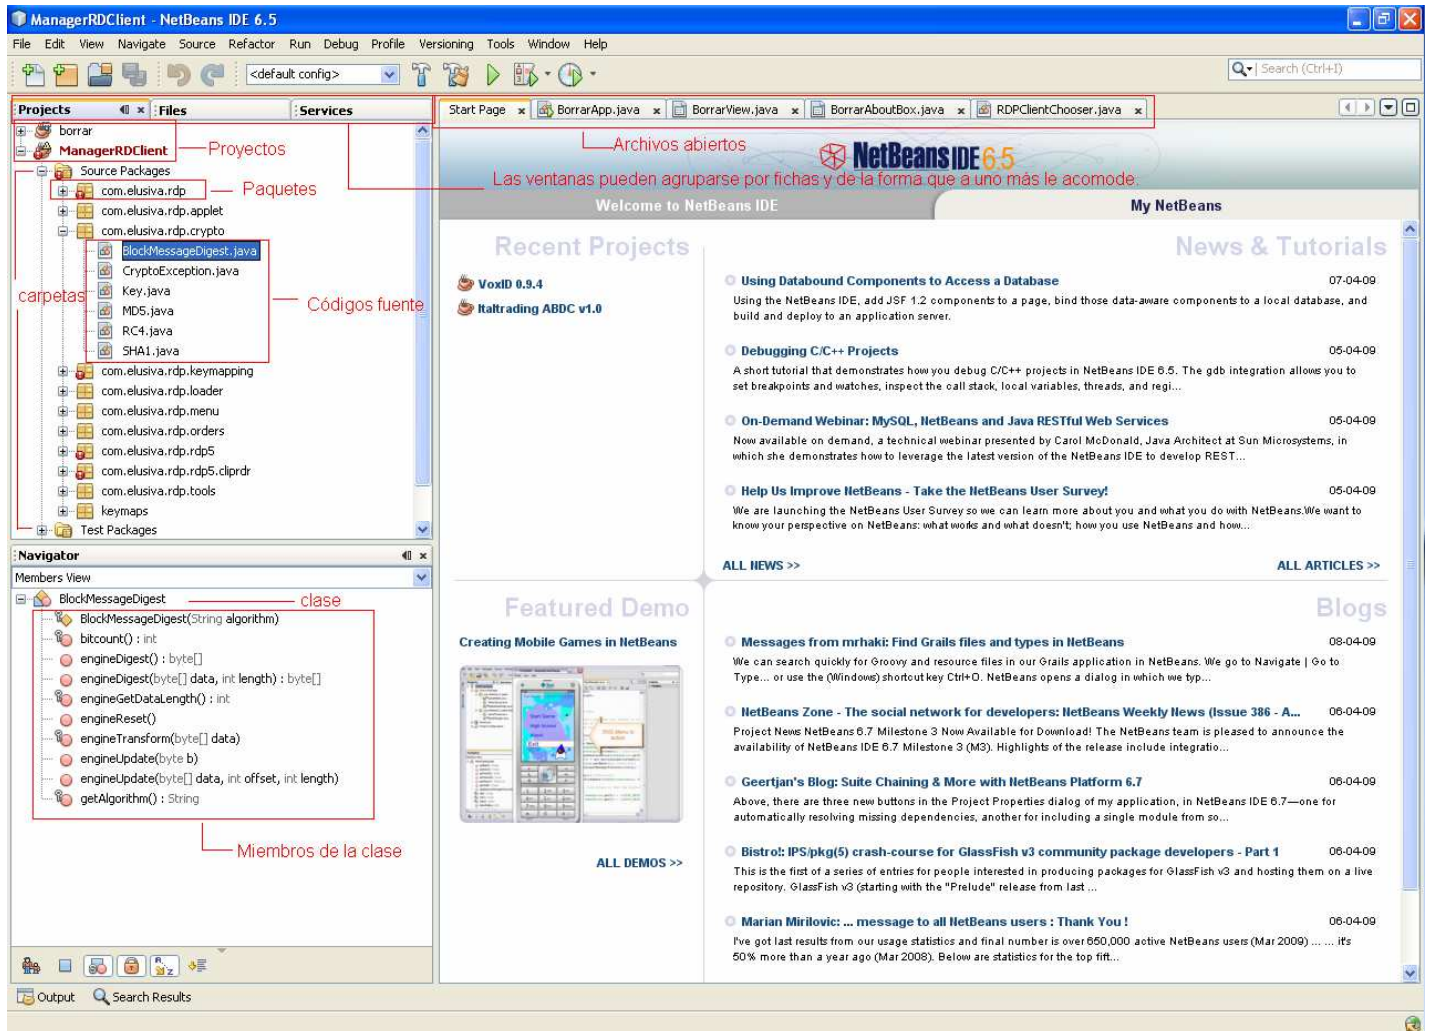 ManagerRDClient - NetBeans IDE 6.5
File Edit View Navigate Source Refactor Run Debug Profile Versioning Tools Window Help
<default config>
Search (Ctrl+I)
Projects Files Services
Start Page BorrarApp.java BorrarView.java BorrarAboutBox.java RDPClientChooser.java
borrar
ManagerRDClient
Proyectos
Source Packages
com.elusiva.rdp
Paquetes
com.elusiva.rdp.applet
com.elusiva.rdp.crypto
BlockMessageDigest.java
CryptoException.java
Key.java
MD5.java
RC4.java
SHA1.java
carpetas
Códigos fuente
com.elusiva.rdp.keymapping
com.elusiva.rdp.loader
com.elusiva.rdp.menu
com.elusiva.rdp.orders
com.elusiva.rdp.rdp5
com.elusiva.rdp.rdp5.cliprdr
com.elusiva.rdp.tools
keymaps
Test Packages
Navigator
Members View
BlockMessageDigest
clase
BlockMessageDigest(String algorithm)
bitcount() : int
engineDigest() : byte[]
engineDigest(byte[] data, int length) : byte[]
engineGetDataLength() : int
engineReset()
engineTransform(byte[] data)
engineUpdate(byte b)
engineUpdate(byte[] data, int offset, int length)
getAlgorithm() : String
Miembros de la clase
Archivos abiertos
NetBeans IDE 6.5
Las ventanas pueden agruparse por fichas y de la forma que a uno más le acomode.
Welcome to NetBeans IDE
My NetBeans
Recent Projects
VoxID 0.9.4
Italtrading ABDC v1.0
News & Tutorials
Using Databound Components to Access a Database 07-04-09
Using the NetBeans IDE, add JSF 1.2 components to a page, bind those data-aware components to a local database, and
build and deploy to an application server.
Debugging C/C++ Projects 05-04-09
A short tutorial that demonstrates how you debug C/C++ projects in NetBeans IDE 6.5. The gdb integration allows you to
set breakpoints and watches, inspect the call stack, local variables, threads, and regi...
On-Demand Webinar: MySQL, NetBeans and Java RESTful Web Services 05-04-09
Now available on demand, a technical webinar presented by Carol McDonald, Java Architect at Sun Microsystems, in
which she demonstrates how to leverage the latest version of the NetBeans IDE to develop REST...
Help Us Improve NetBeans - Take the NetBeans User Survey! 05-04-09
We are launching the NetBeans User Survey so we can learn more about you and what you do with NetBeans.We want to
know your perspective on NetBeans: what works and what doesn't; how you use NetBeans and how...
ALL NEWS >> ALL ARTICLES >>
Featured Demo
Creating Mobile Games in NetBeans
ALL DEMOS >>
Blogs
Messages from mrhaki: Find Grails files and types in NetBeans 08-04-09
We can search quickly for Groovy and resource files in our Grails application in NetBeans. We go to Navigate | Go to
Type... or use the (Windows) shortcut key Ctrl+O. NetBeans opens a dialog in which we typ...
NetBeans Zone - The social network for developers: NetBeans Weekly News (Issue 386 - A... 06-04-09
Project News NetBeans 6.7 Milestone 3 Now Available for Download! The NetBeans team is pleased to announce the
availability of NetBeans IDE 6.7 Milestone 3 (M3). Highlights of the release include integratio...
Geertjan's Blog: Suite Chaining & More with NetBeans Platform 6.7 06-04-09
Above, there are three new buttons in the Project Properties dialog of my application, in NetBeans IDE 6.7—one for
automatically resolving missing dependencies, another for including a single module from so...
Bistro!: IPS/pkg(5) crash-course for GlassFish v3 community package developers - Part 1 06-04-09
This is the first of a series of entries for people interested in producing packages for GlassFish v3 and hosting them on a live
repository. GlassFish v3 (starting with the "Prelude" release from last ...
Marian Mirilovic: ... message to all NetBeans users : Thank You ! 06-04-09
I've got last results from our usage statistics and final number is over 650,000 active NetBeans users (Mar 2009) ... ... it's
50% more than a year ago (Mar 2008). Below are statistics for the top fift...
Output Search Results